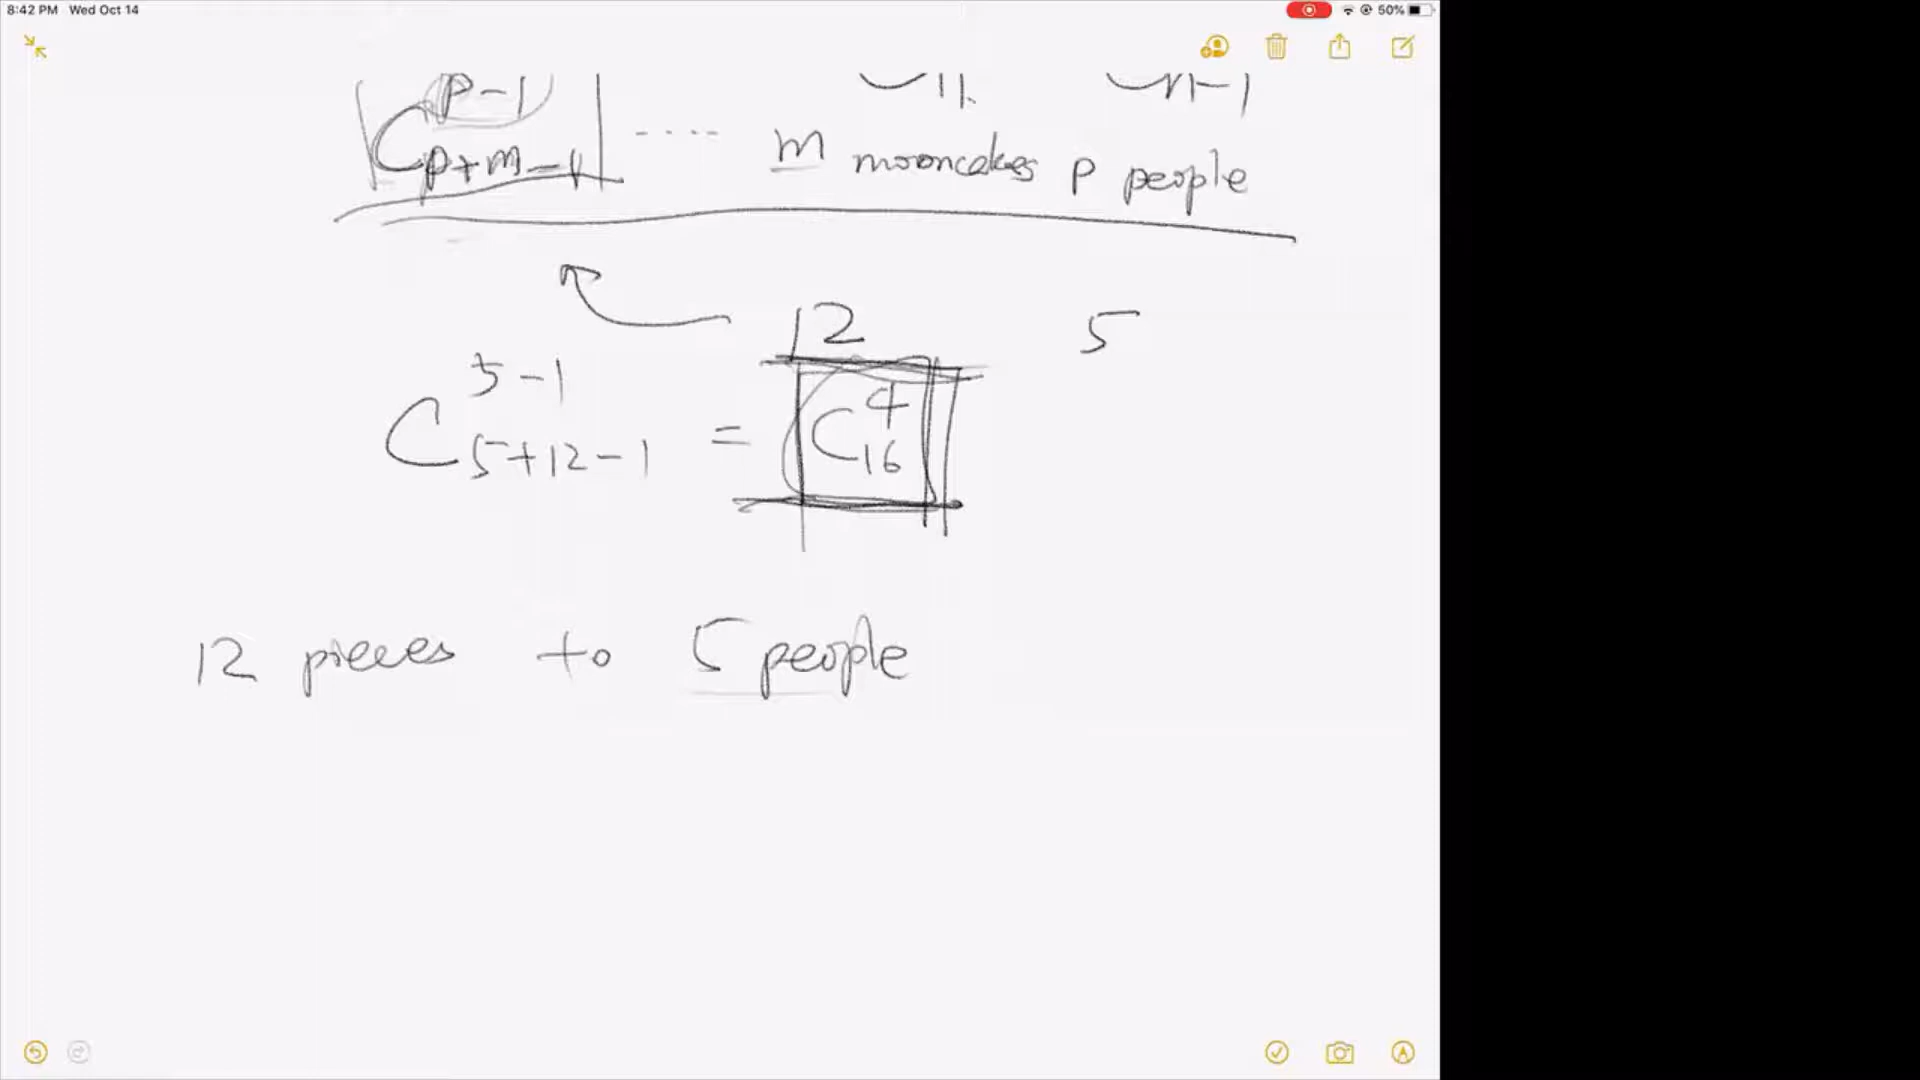 8:42 PM Wed Oct 14 50%
p-1
C p+m-1 ···· m mooncakes p people
12 5
5-1 4
C 5+12-1 = C 16
12 pieces to 5 people